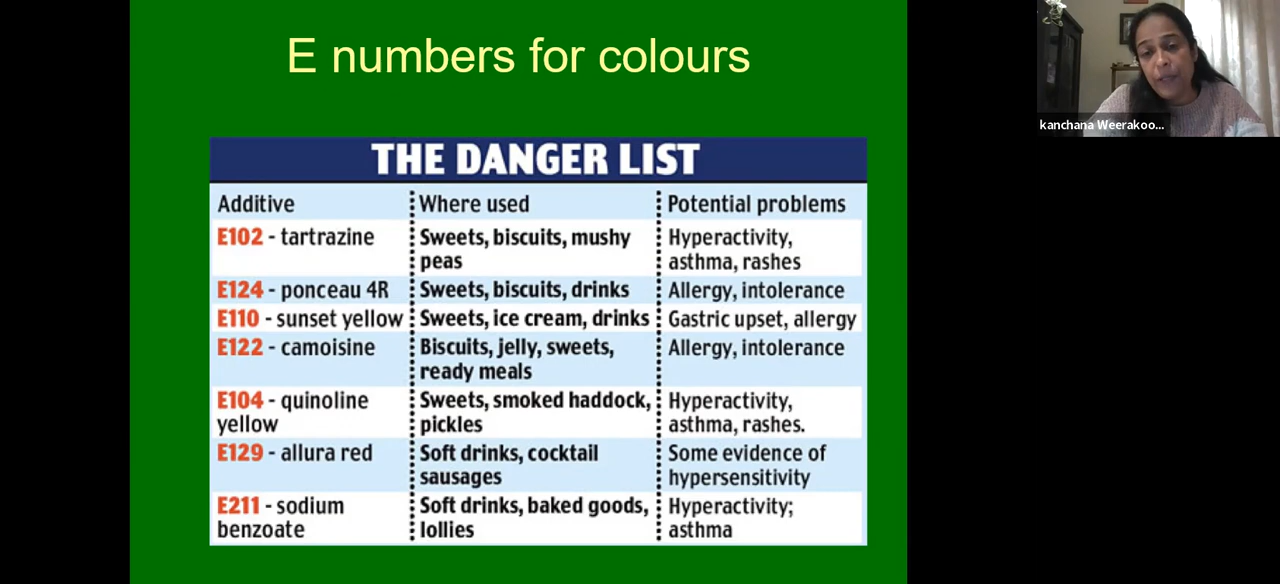 E numbers for colours
kanchana Weerakoo...
THE DANGER LIST
Additive Where used Potential problems
E102 - tartrazine Sweets, biscuits, mushy peas Hyperactivity, asthma, rashes
E124 - ponceau 4R Sweets, biscuits, drinks Allergy, intolerance
E110 - sunset yellow Sweets, ice cream, drinks Gastric upset, allergy
E122 - camoisine Biscuits, jelly, sweets, ready meals Allergy, intolerance
E104 - quinoline yellow Sweets, smoked haddock, pickles Hyperactivity, asthma, rashes.
E129 - allura red Soft drinks, cocktail sausages Some evidence of hypersensitivity
E211 - sodium benzoate Soft drinks, baked goods, lollies Hyperactivity; asthma